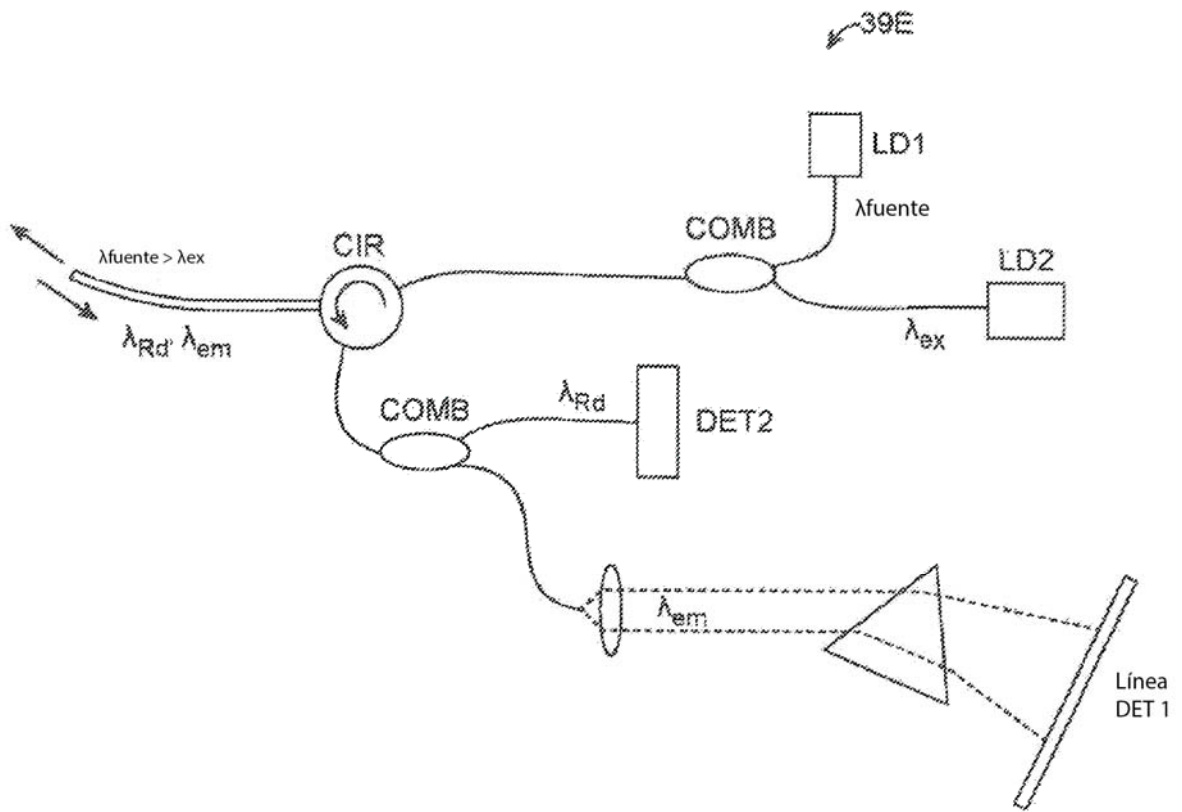 39E
LD1
λfuente
COMB
LD2
λex
CIR
λfuente > λex
λRd, λem
COMB
λRd
DET2
λem
Línea
DET 1